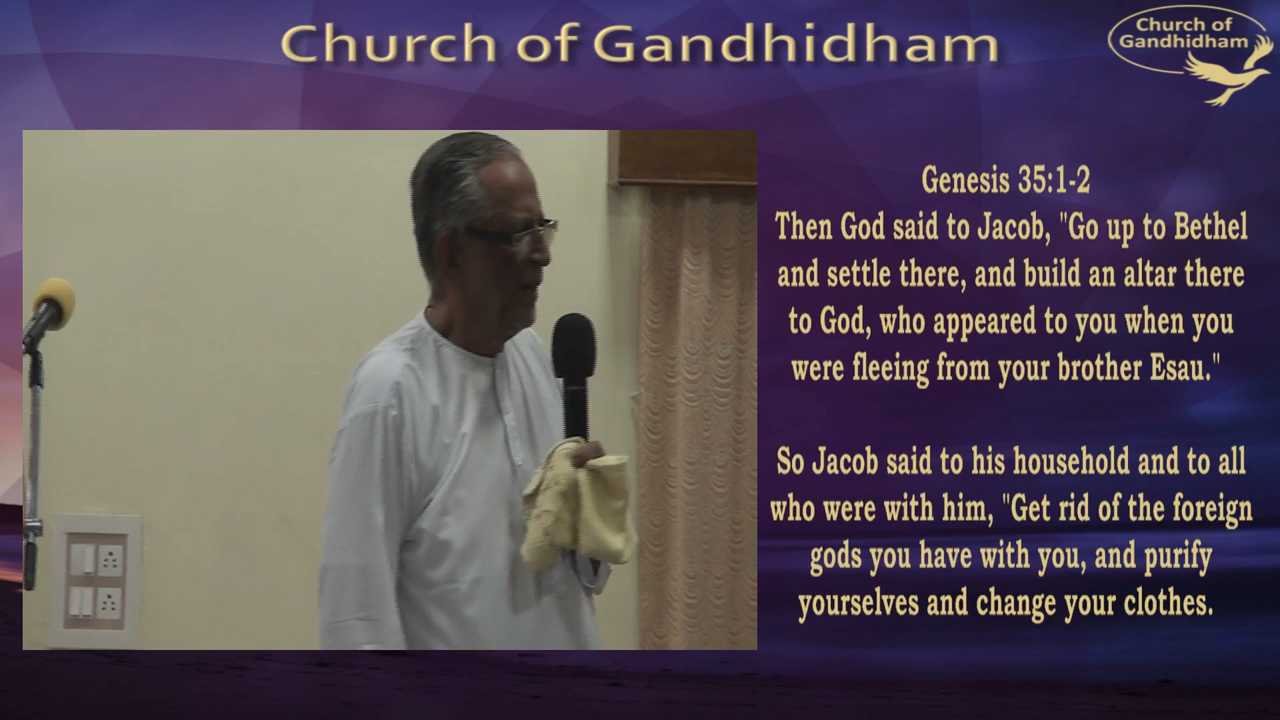 Church of Gandhidham
Church of
Gandhidham
Genesis 35:1-2
Then God said to Jacob, "Go up to Bethel
and settle there, and build an altar there
to God, who appeared to you when you
were fleeing from your brother Esau."
So Jacob said to his household and to all
who were with him, "Get rid of the foreign
gods you have with you, and purify
yourselves and change your clothes.